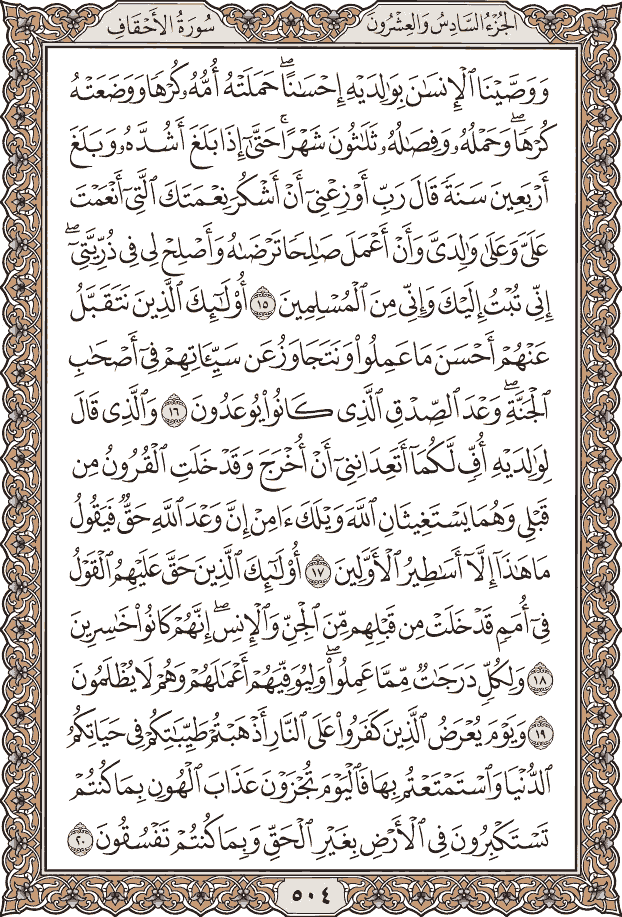 الجُزْءُ السَّادِسُ وَالعِشْرُونَ
سُورَةُ الأَحْقَافِ
وَوَصَّيْنَا ٱلْإِنسَٰنَ بِوَٰلِدَيْهِ إِحْسَٰنًاۖ حَمَلَتْهُ أُمُّهُۥ كُرْهًا وَوَضَعَتْهُ
كُرْهًاۖ وَحَمْلُهُۥ وَفِصَٰلُهُۥ ثَلَٰثُونَ شَهْرًاۚ حَتَّىٰٓ إِذَا بَلَغَ أَشُدَّهُۥ وَبَلَغَ
أَرْبَعِينَ سَنَةً قَالَ رَبِّ أَوْزِعْنِىٓ أَنْ أَشْكُرَ نِعْمَتَكَ ٱلَّتِىٓ أَنْعَمْتَ
عَلَىَّ وَعَلَىٰ وَٰلِدَىَّ وَأَنْ أَعْمَلَ صَٰلِحًا تَرْضَىٰهُ وَأَصْلِحْ لِى فِى ذُرِّيَّتِىٓۖ
إِنِّى تُبْتُ إِلَيْكَ وَإِنِّى مِنَ ٱلْمُسْلِمِينَ ١٥ أُو۟لَٰٓئِكَ ٱلَّذِينَ نَتَقَبَّلُ
عَنْهُمْ أَحْسَنَ مَا عَمِلُوا۟ وَنَتَجَاوَزُ عَن سَيِّـَٔاتِهِمْ فِىٓ أَصْحَٰبِ
ٱلْجَنَّةِۖ وَعْدَ ٱلصِّدْقِ ٱلَّذِى كَانُوا۟ يُوعَدُونَ ١٦ وَٱلَّذِى قَالَ
لِوَٰلِدَيْهِ أُفٍّ لَّكُمَآ أَتَعِدَانِنِىٓ أَنْ أُخْرَجَ وَقَدْ خَلَتِ ٱلْقُرُونُ مِن
قَبْلِى وَهُمَا يَسْتَغِيثَانِ ٱللَّهَ وَيْلَكَ ءَامِنْ إِنَّ وَعْدَ ٱللَّهِ حَقٌّ فَيَقُولُ
مَا هَٰذَآ إِلَّآ أَسَٰطِيرُ ٱلْأَوَّلِينَ ١٧ أُو۟لَٰٓئِكَ ٱلَّذِينَ حَقَّ عَلَيْهِمُ ٱلْقَوْلُ
فِىٓ أُمَمٍ قَدْ خَلَتْ مِن قَبْلِهِم مِّنَ ٱلْجِنِّ وَٱلْإِنسِۖ إِنَّهُمْ كَانُوا۟ خَٰسِرِينَ
١٨ وَلِكُلٍّ دَرَجَٰتٌ مِّمَّا عَمِلُوا۟ۖ وَلِيُوَفِّيَهُمْ أَعْمَٰلَهُمْ وَهُمْ لَا يُظْلَمُونَ
١٩ وَيَوْمَ يُعْرَضُ ٱلَّذِينَ كَفَرُوا۟ عَلَى ٱلنَّارِ أَذْهَبْتُمْ طَيِّبَٰتِكُمْ فِى حَيَاتِكُمُ
ٱلدُّنْيَا وَٱسْتَمْتَعْتُم بِهَا فَٱلْيَوْمَ تُجْزَوْنَ عَذَابَ ٱلْهُونِ بِمَا كُنتُمْ
تَسْتَكْبِرُونَ فِى ٱلْأَرْضِ بِغَيْرِ ٱلْحَقِّ وَبِمَا كُنتُمْ تَفْسُقُونَ ٢٠
٥٠٤